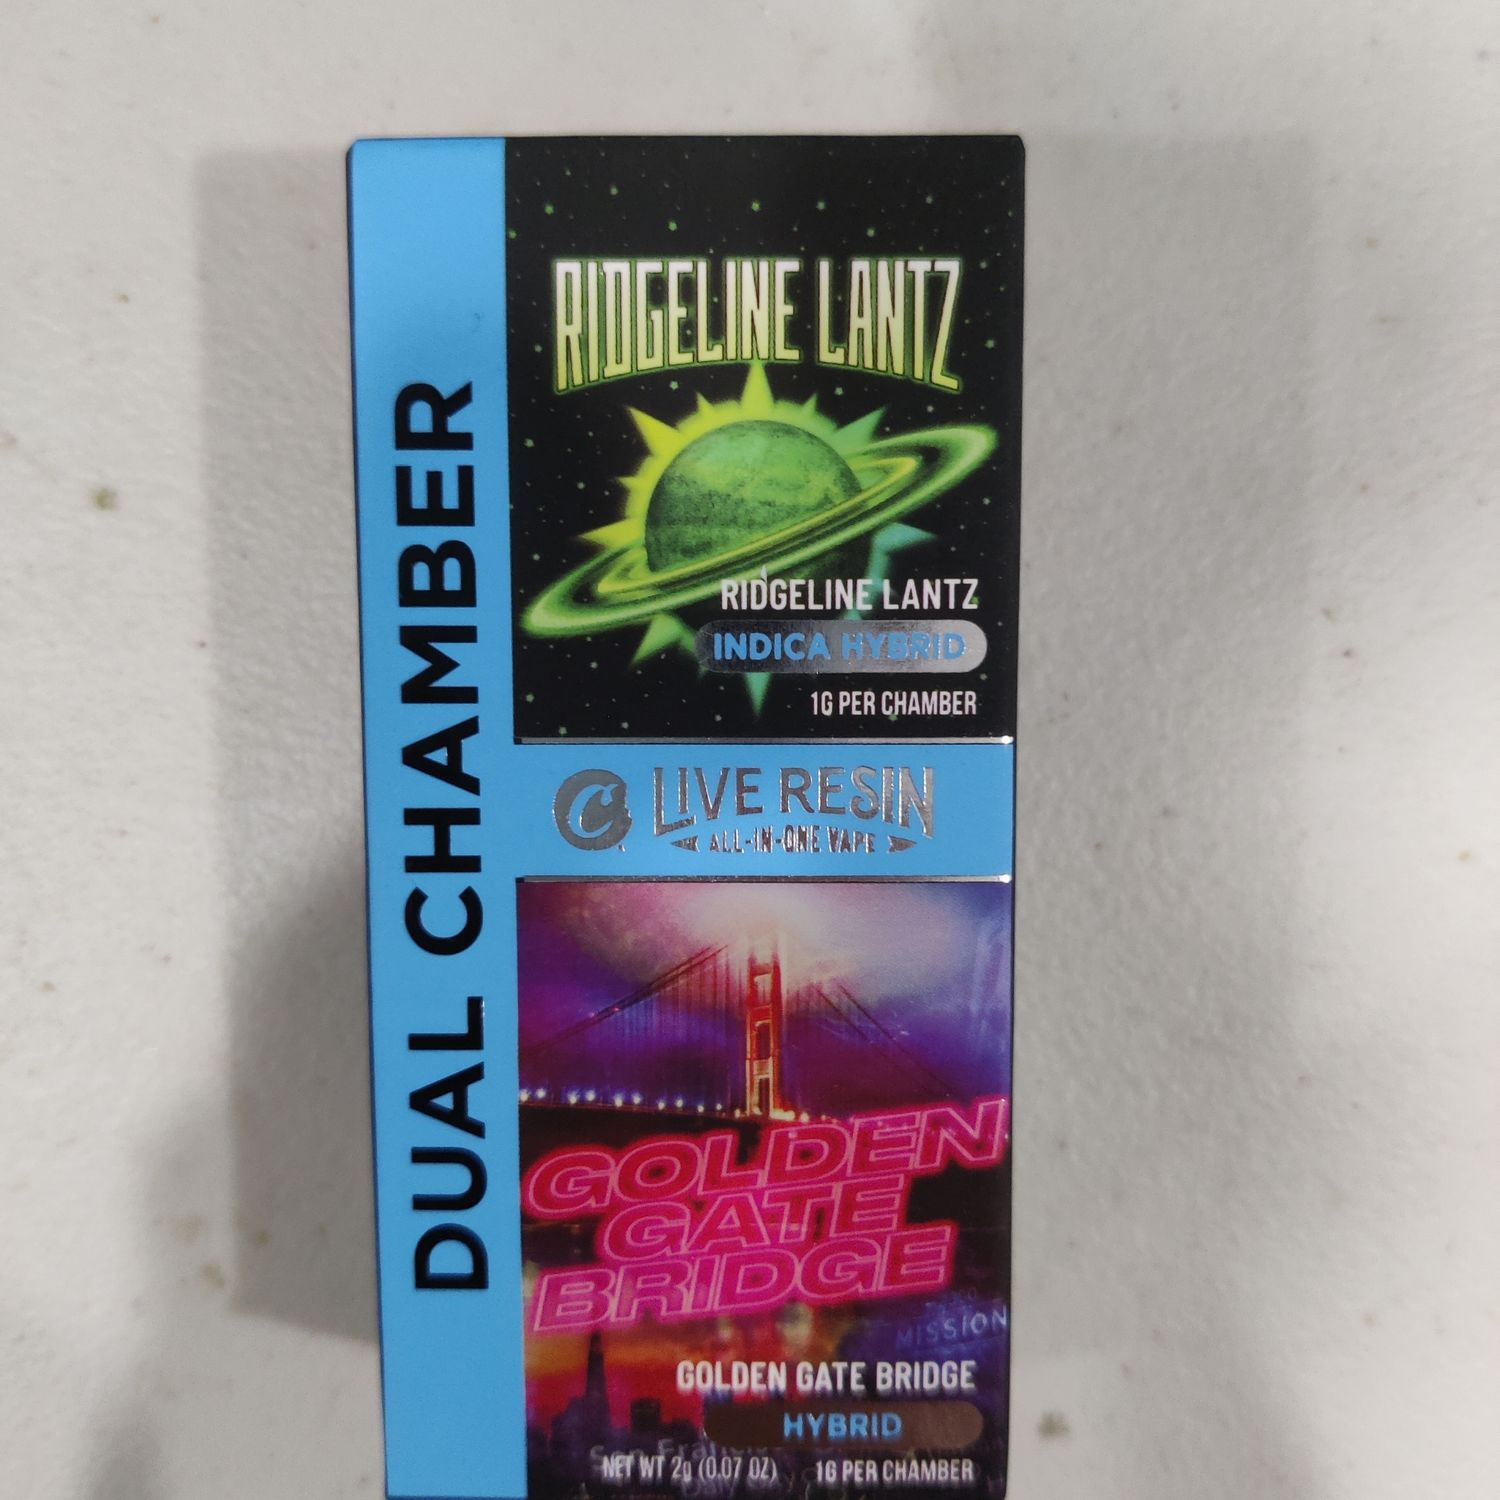 DUAL CHAMBER
RIDGELINE LANTZ
RIDGELINE LANTZ
INDICA HYBRID
1G PER CHAMBER
C
LIVE RESIN
ALL-IN-ONE VAPE
GOLDEN
GATE
BRIDGE
MISSION
GOLDEN GATE BRIDGE
HYBRID
NET WT 2g (0.07 OZ) 1G PER CHAMBER